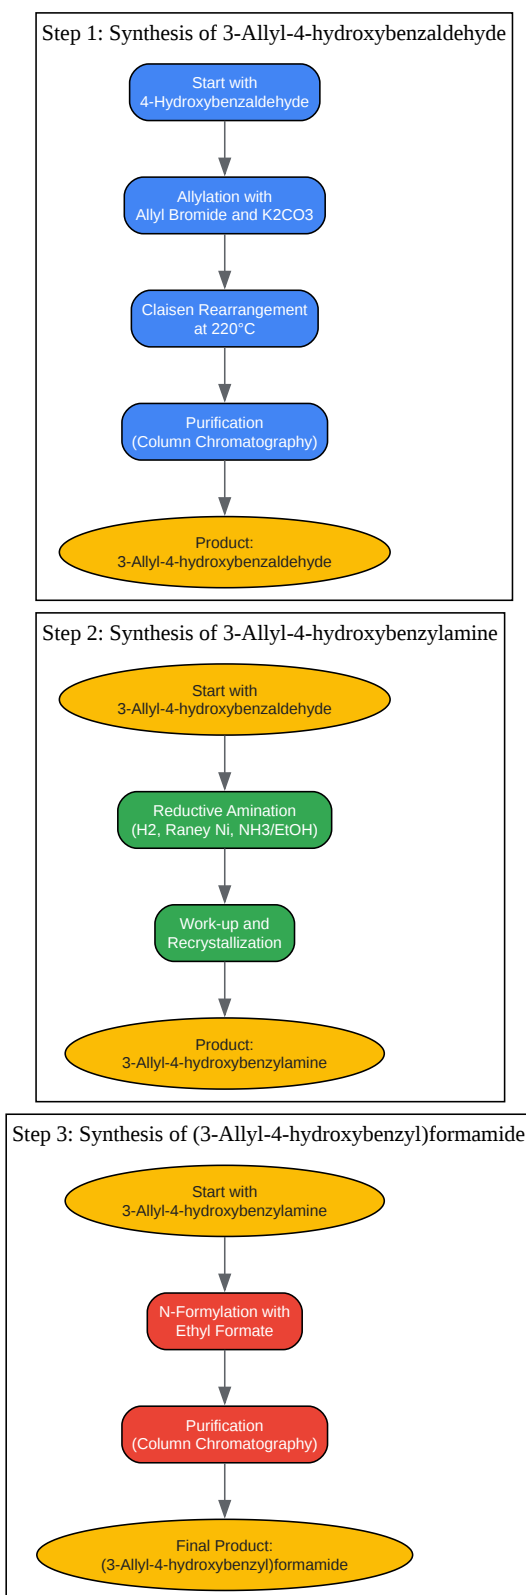 Step 1: Synthesis of 3-Allyl-4-hydroxybenzaldehyde
Start with
4-Hydroxybenzaldehyde
Allylation with
Allyl Bromide and K2CO3
Claisen Rearrangement
at 220°C
Purification
(Column Chromatography)
Product:
3-Allyl-4-hydroxybenzaldehyde
Step 2: Synthesis of 3-Allyl-4-hydroxybenzylamine
Start with
3-Allyl-4-hydroxybenzaldehyde
Reductive Amination
(H2, Raney Ni, NH3/EtOH)
Work-up and
Recrystallization
Product:
3-Allyl-4-hydroxybenzylamine
Step 3: Synthesis of (3-Allyl-4-hydroxybenzyl)formamide
Start with
3-Allyl-4-hydroxybenzylamine
N-Formylation with
Ethyl Formate
Purification
(Column Chromatography)
Final Product:
(3-Allyl-4-hydroxybenzyl)formamide